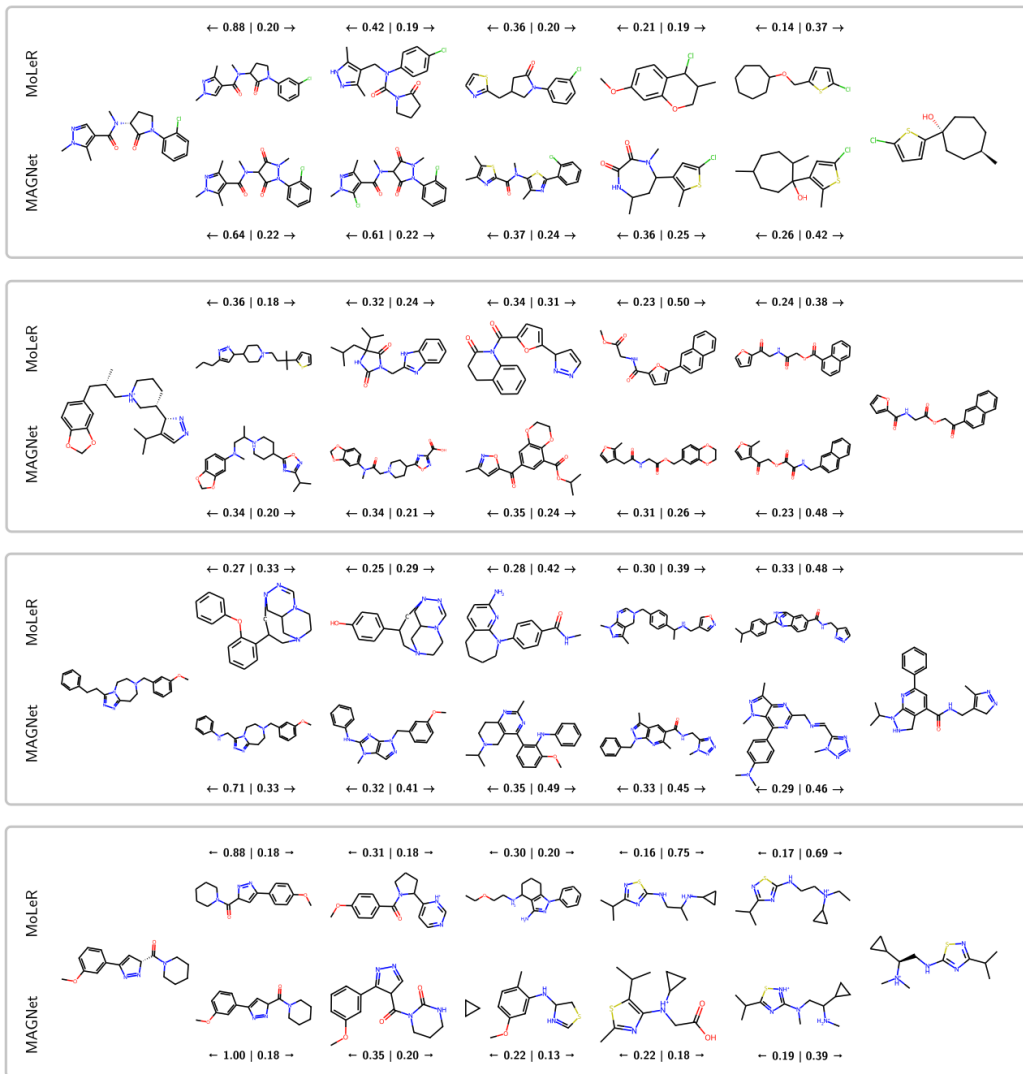 ← 0.88 | 0.20 → ← 0.42 | 0.19 → ← 0.36 | 0.20 → ← 0.21 | 0.19 → ← 0.14 | 0.37 →
MoLeR
MAGNet
← 0.64 | 0.22 → ← 0.61 | 0.22 → ← 0.37 | 0.24 → ← 0.36 | 0.25 → ← 0.26 | 0.42 →
← 0.36 | 0.18 → ← 0.32 | 0.24 → ← 0.34 | 0.31 → ← 0.23 | 0.50 → ← 0.24 | 0.38 →
MoLeR
MAGNet
← 0.34 | 0.20 → ← 0.34 | 0.21 → ← 0.35 | 0.24 → ← 0.31 | 0.26 → ← 0.23 | 0.48 →
← 0.27 | 0.33 → ← 0.25 | 0.29 → ← 0.28 | 0.42 → ← 0.30 | 0.39 → ← 0.33 | 0.48 →
MoLeR
MAGNet
← 0.71 | 0.33 → ← 0.32 | 0.41 → ← 0.35 | 0.49 → ← 0.33 | 0.45 → ← 0.29 | 0.46 →
← 0.88 | 0.18 → ← 0.31 | 0.18 → ← 0.30 | 0.20 → ← 0.16 | 0.75 → ← 0.17 | 0.69 →
MoLeR
MAGNet
← 1.00 | 0.18 → ← 0.35 | 0.20 → ← 0.22 | 0.13 → ← 0.22 | 0.18 → ← 0.19 | 0.39 →